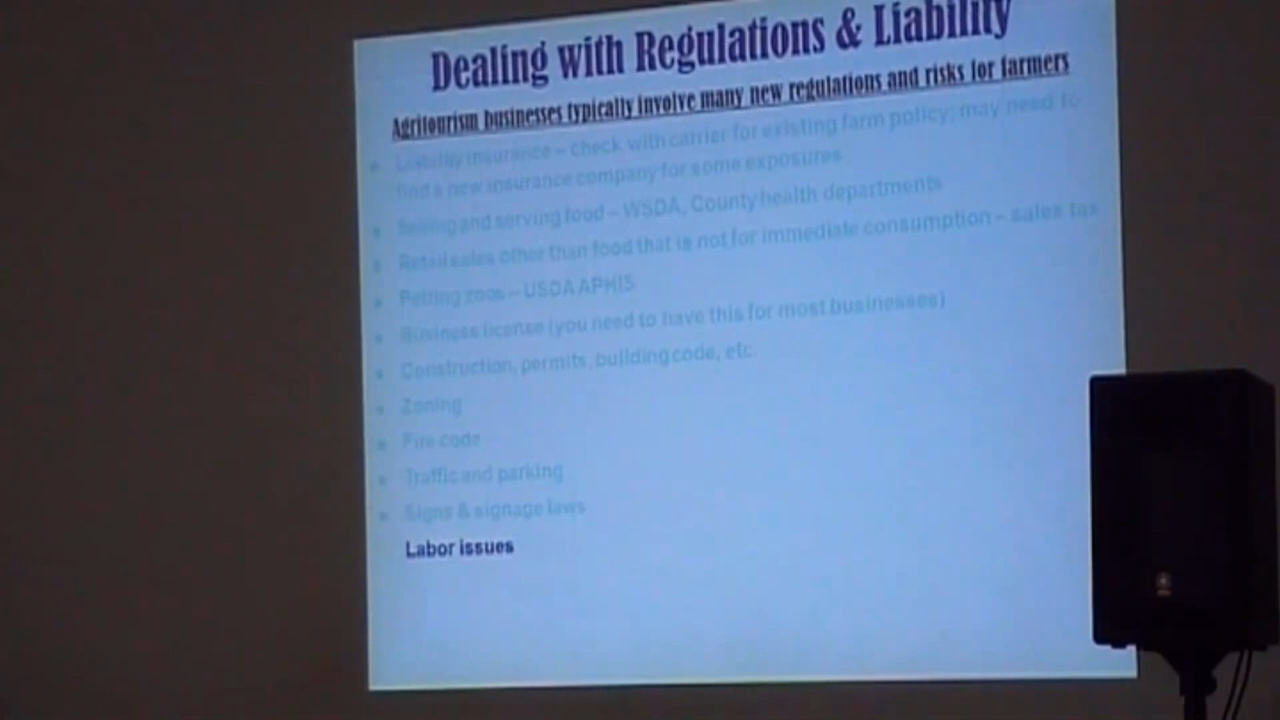 Dealing with Regulations & Liability
Agritourism businesses typically involve many new regulations and risks for farmers
Liability insurance – check with carrier for existing farm policy; may need to
find a new insurance company for some exposures
Selling and serving food – WSDA, County health departments
Retail sales other than food that is not for immediate consumption – sales tax
Petting zoos – USDA APHIS
Business license (you need to have this for most businesses)
Construction, permits, building code, etc.
Zoning
Fire code
Traffic and parking
Signs & signage laws
Labor issues